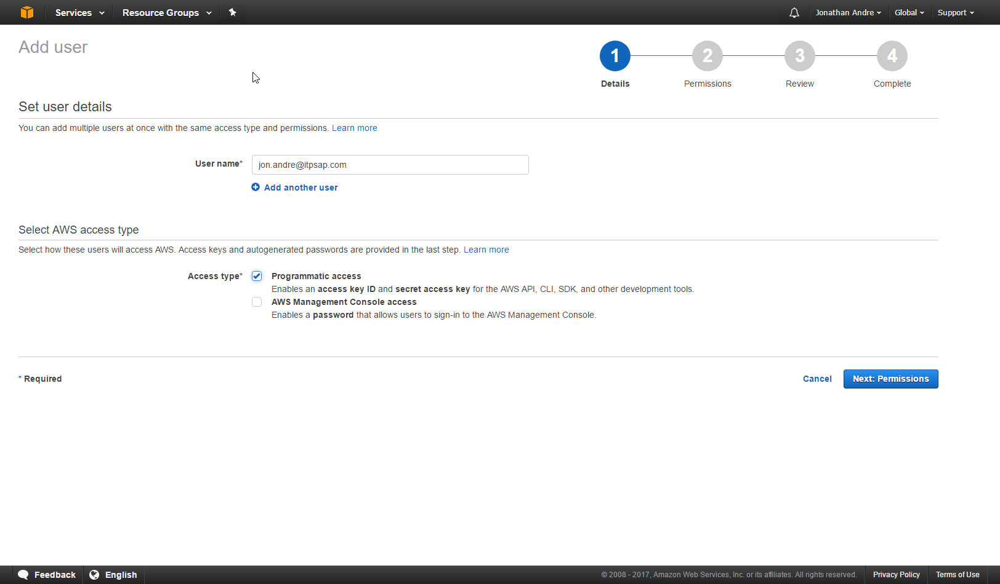 Services Resource Groups Jonathan Andre Global Support
Add user
1 2 3 4
Details Permissions Review Complete
Set user details
You can add multiple users at once with the same access type and permissions. Learn more
User name* jon.andre@itpsap.com
Add another user
Select AWS access type
Select how these users will access AWS. Access keys and autogenerated passwords are provided in the last step. Learn more
Access type* Programmatic access
Enables an access key ID and secret access key for the AWS API, CLI, SDK, and other development tools.
AWS Management Console access
Enables a password that allows users to sign-in to the AWS Management Console.
* Required Cancel Next: Permissions
Feedback English © 2008 - 2017, Amazon Web Services, Inc. or its affiliates. All rights reserved. Privacy Policy Terms of Use